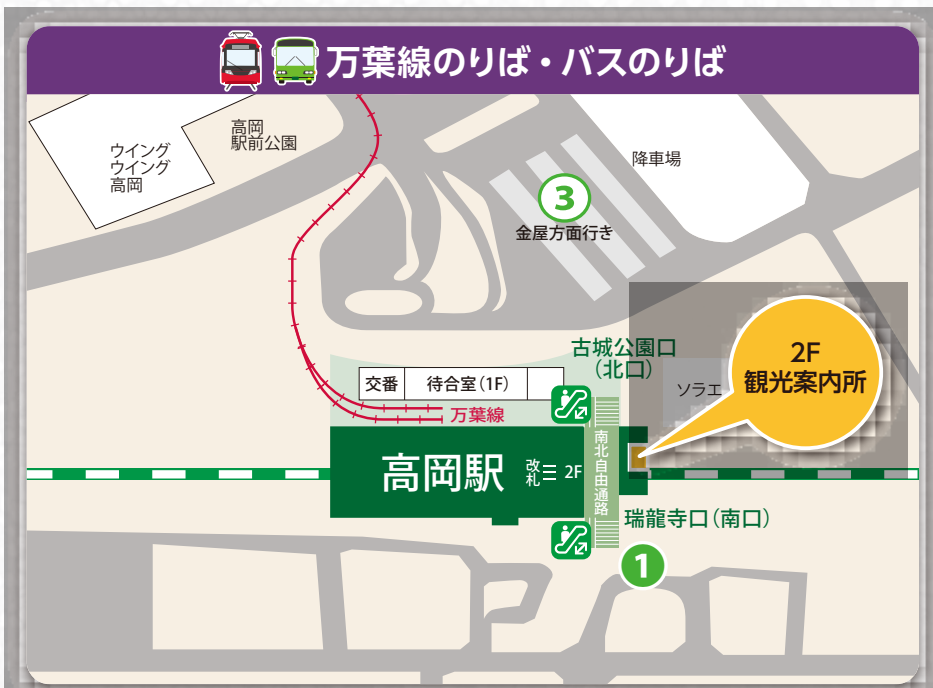 万葉線のりば・バスのりば
ウイング
ウイング
高岡
高岡
駅前公園
降車場
3
金屋方面行き
古城公園口
(北口)
2F
観光案内所
ソラエ
交番
待合室(1F)
万葉線
高岡駅
改札
2F
南北自由通路
瑞龍寺口(南口)
1